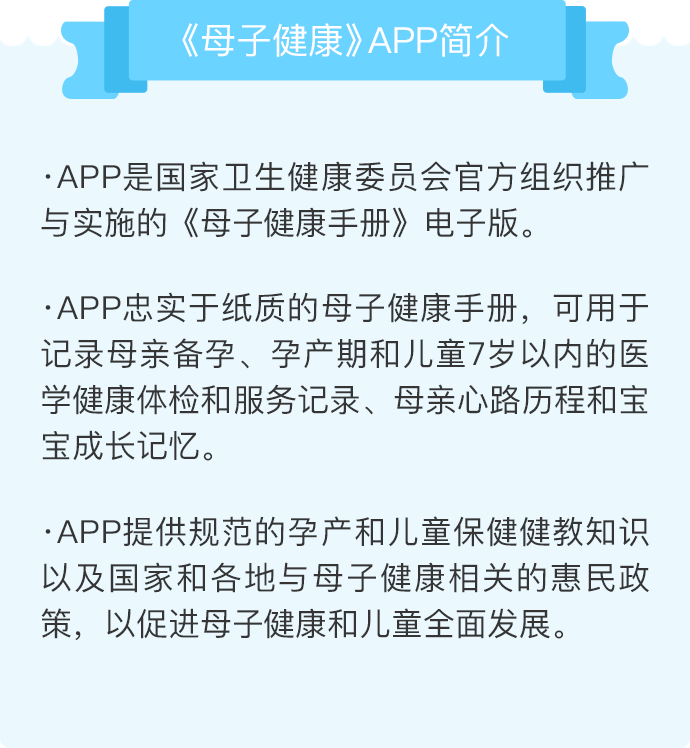 《母子健康》APP简介
·APP是国家卫生健康委员会官方组织推广
与实施的《母子健康手册》电子版。
·APP忠实于纸质的母子健康手册，可用于
记录母亲备孕、孕产期和儿童7岁以内的医
学健康体检和服务记录、母亲心路历程和宝
宝成长记忆。
·APP提供规范的孕产和儿童保健健教知识
以及国家和各地与母子健康相关的惠民政
策，以促进母子健康和儿童全面发展。